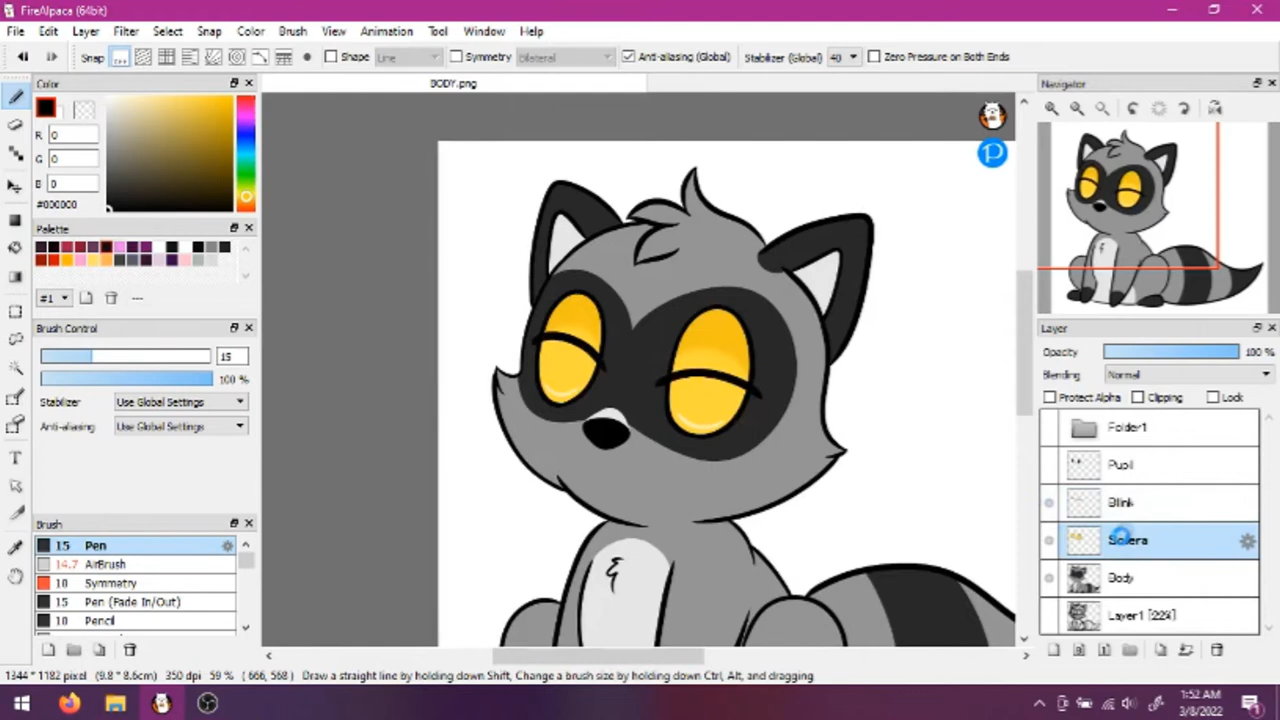 FireAlpaca (64bit)
File Edit Layer Filter Select Snap Color Brush View Animation Tool Window Help
Snap Shape Line Symmetry Bilateral Anti-aliasing (Global) Stabilizer (Global) 40 Zero Pressure on Both Ends
Color
BODY.png
Navigator
R 0
G 0
B 0
#000000
Palette
#1
Brush Control
15
100 %
Stabilizer Use Global Settings
Anti-aliasing Use Global Settings
Brush
15 Pen
14.7 AirBrush
10 Symmetry
15 Pen (Fade In/Out)
10 Pencil
Layer
Opacity 100 %
Blending Normal
Protect Alpha Clipping Lock
Folder1
Pupil
Blink
Sclera
Body
Layer1 [22%]
1344 * 1182 pixel (9.8 * 8.6cm) 350 dpi 59 % ( 666, 568 ) Draw a straight line by holding down Shift, Change a brush size by holding down Ctrl, Alt, and dragging
1:52 AM
3/8/2022